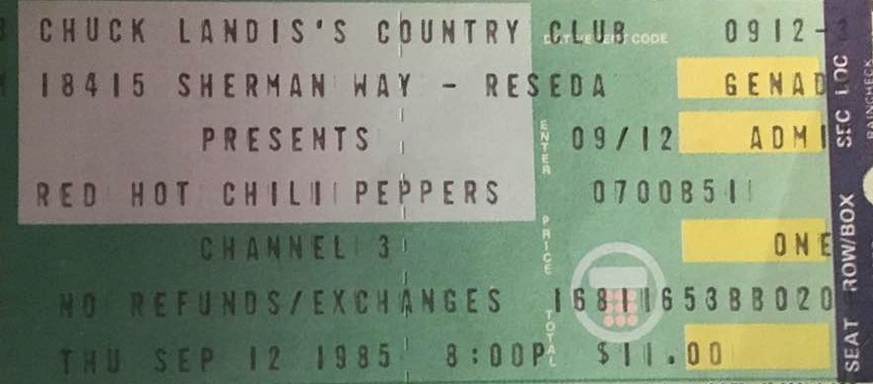 CHUCK LANDIS'S COUNTRY CLUB 0912-3
DATE EVENT CODE
18415 SHERMAN WAY - RESEDA GENAD
PRESENTS 09/12 ADMI
RED HOT CHILI PEPPERS 0700851
CHANNEL 3 ONE
NO REFUNDS/EXCHANGES
THU SEP 12 1985 8:00P $11.00
ENTER PRICE TOTAL
SEC LOC
ROW/BOX
SEAT
RAINCHECK